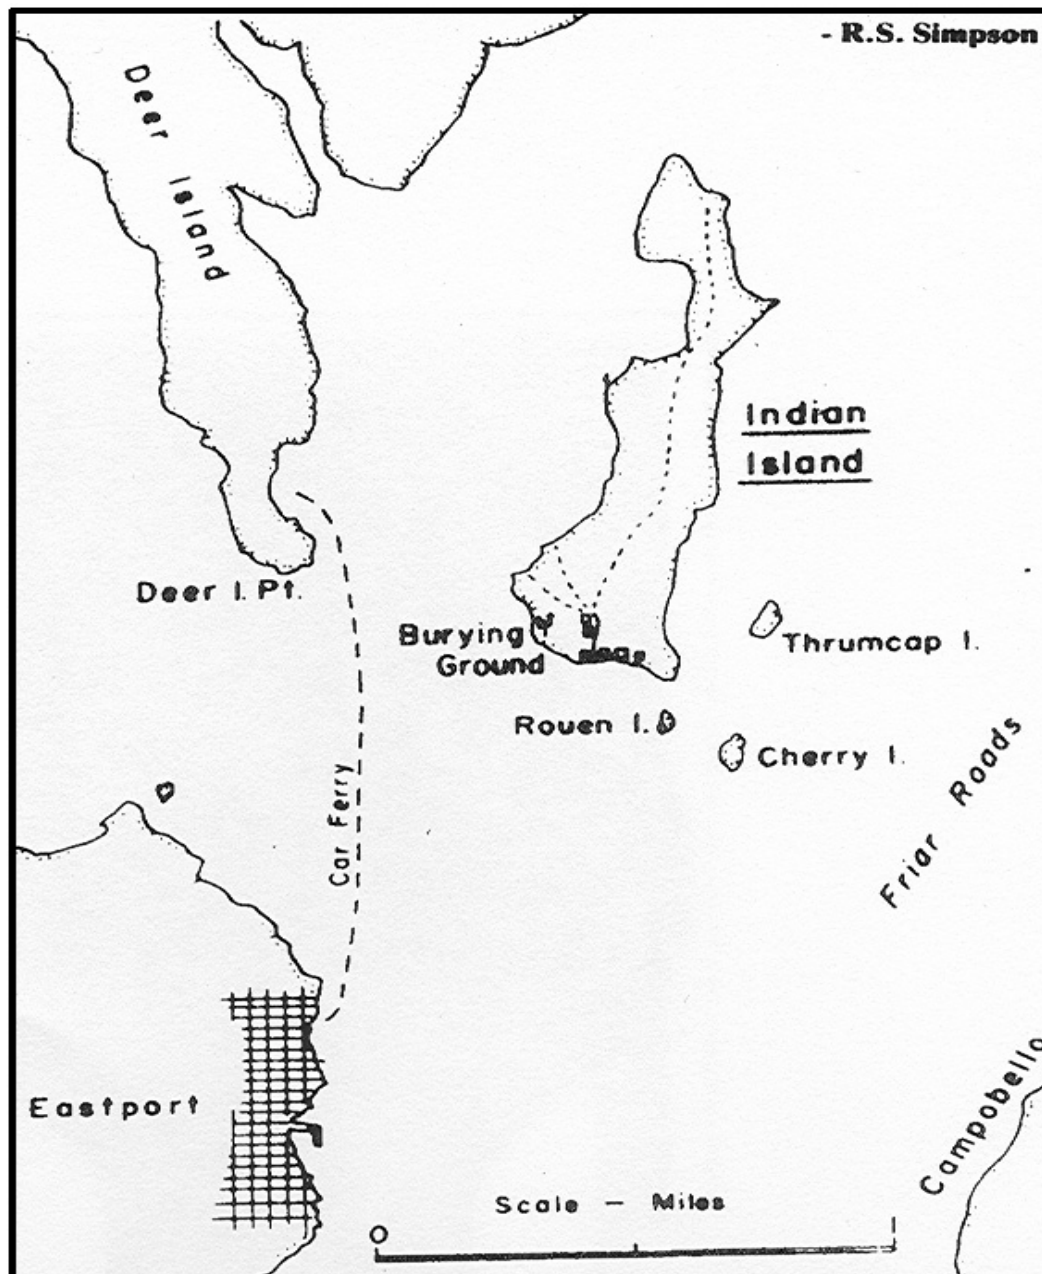 - R.S. Simpson
Deer Island
Indian
Island
Deer I. Pt.
Burying
Ground
Thrumcap I.
Rouen I.
Cherry I.
Friar Roads
Car Ferry
Eastport
Campobello
Scale — Miles
0 1